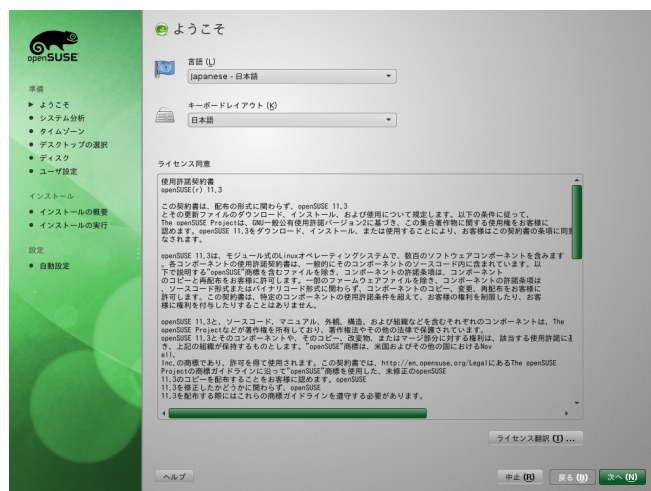 openSUSE
準備
ようこそ
システム分析
タイムゾーン
デスクトップの選択
ディスク
ユーザ設定
インストール
インストールの概要
インストールの実行
設定
自動設定
ようこそ
言語 (L)
Japanese - 日本語
キーボードレイアウト (K)
日本語
ライセンス同意
使用許諾契約書
openSUSE(r) 11.3
この契約書は、配布の形式に関わらず、openSUSE 11.3
とその更新ファイルのダウンロード、インストール、および使用について規定します。以下の条件に従って、
The openSUSE Projectは、GNU一般公有使用許諾バージョン2に基づき、この集合著作物に関する使用権をお客様に
認めます。openSUSE 11.3をダウンロード、インストール、または使用することにより、お客様はこの契約書の条項に同意
なされます。
openSUSE 11.3は、モジュール式のLinuxオペレーティングシステムで、数百のソフトウェアコンポーネントを含みます
。各コンポーネントの使用許諾契約書は、一般的にそのコンポーネントのソースコード内に含まれています。以
下で説明する"openSUSE"商標を含むファイルを除き、コンポーネントの許諾条項は、コンポーネント
のコピーと再配布をお客様に許可します。一部のファームウェアファイルを除き、コンポーネントの許諾条項は
、ソースコード形式またはバイナリコード形式に関わらず、コンポーネントのコピー、変更、再配布をお客様に
許可します。この契約書は、特定のコンポーネントの使用許諾条件を超えて、お客様の権利を制限したり、お客
様に権利を付与したりすることはありません。
openSUSE 11.3と、ソースコード、マニュアル、外観、構造、および組織などを含むそれぞれのコンポーネントは、The
openSUSE Projectなどが著作権を所有しており、著作権法やその他の法律で保護されています。
openSUSE 11.3とそのコンポーネントや、そのコピー、改変物、またはマージ部分に対する権利は、該当する使用許諾に基
き、上記の組織が保持するものとします。"openSUSE"商標は、米国およびその他の国におけるNov
ell,
Inc.の商標であり、許可を得て使用されます。この契約書では、http://en.opensuse.org/LegalにあるThe openSUSE
Projectの商標ガイドラインに沿って"openSUSE"商標を使用した、未修正のopenSUSE
11.3のコピーを配布することをお客様に認めます。openSUSE
11.3を修正したかどうかに関わらず、openSUSE
11.3を配布する際にはこれらの商標ガイドラインを遵守する必要があります。
ライセンス翻訳 (T) ...
ヘルプ
中止 (R)
戻る (B)
次へ (N)